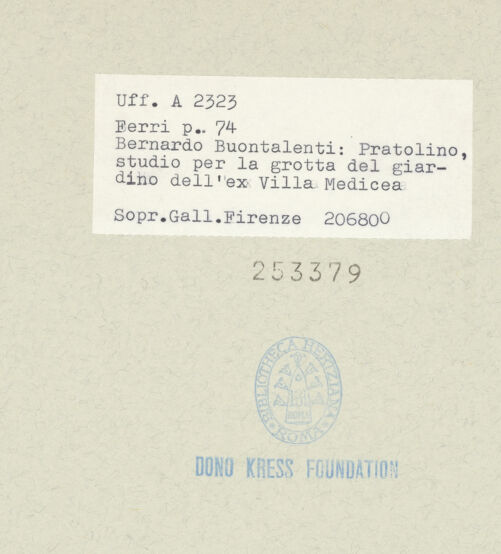 Uff. A 2323
Ferri p.. 74
Bernardo Buontalenti: Pratolino,
studio per la grotta del giar-
dino dell'ex Villa Medicea
Sopr.Gall.Firenze 206800
253379
BIBLIOTHECA HERTZIANA
ROMA
DONO KRESS FOUNDATION